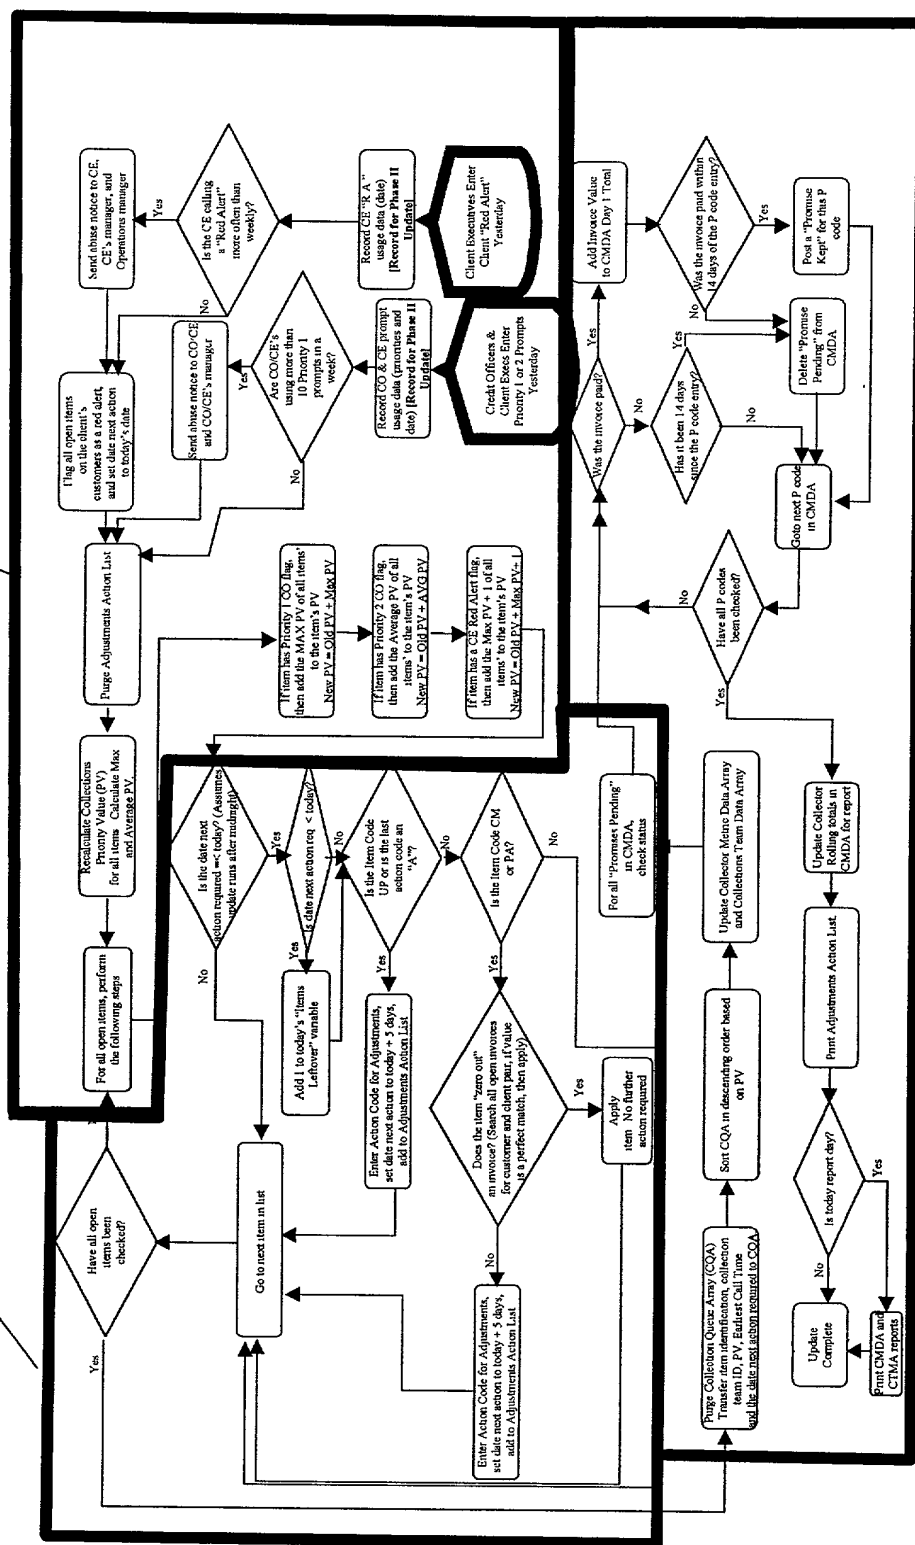 Send abuse notice to CE,
CE's manager, and
Operations manager
Yes
Is the CE calling
a "Red Alert"
more often than
weekly?
No
Record CE "R A"
usage data (date)
[Record for Phase II
Update]
Client Executives Enter
Client "Red Alert"
Yesterday
Flag all open items
on the client's
customers as a red alert,
and set date next action
to today's date
Send abuse notice to CO/CE
and CO/CE's manager
Yes
Are CO/CE's
using more than
10 Priority 1
prompts in a
week?
No
Record CO & CE prompt
usage data (priorities and
date) [Record for Phase II
Update]
Credit Officers &
Client Execs Enter
Priority 1 or 2 Prompts
Yesterday
Purge Adjustments Action List
Recalculate Collections
Priority Value (PV)
for all items Calculate Max
and Average PV.
For all open items, perform
the following steps
If item has Priority 1 CO flag,
then add the MAX PV of all items'
to the item's PV
New PV = Old PV + Max PV
If item has Priority 2 CO flag,
then add the Average PV of all
items' to the item's PV
New PV = Old PV + AVG PV
If item has a CE Red Alert flag,
then add the Max PV + 1 of all
items' to the item's PV
New PV = Old PV + Max PV+ 1
Is the date next
action required =< today? (Assumes
update runs after midnight)
Yes
No
Is date next action req < today?
No
Yes
Add 1 to today's "Items
Leftover" variable
Is the Item Code
UP or is the last
action code an
"A"?
No
Yes
Enter Action Code for Adjustments,
set date next action to today + 5 days,
add to Adjustments Action List
Is the Item Code CM
or PA?
No
Yes
Does the item "zero out"
an invoice? (Search all open invoices
for customer and client pair, if value
is a perfect match, then apply).
Yes
Apply
item No further
action required
No
Enter Action Code for Adjustments,
set date next action to today + 5 days,
add to Adjustments Action List
Go to next item in list
Have all open
items been
checked?
Yes
Purge Collection Queue Array (CQA)
Transfer item identification, collection
team ID, PV, Earliest Call Time
and the date next action required to CQA
Sort CQA in descending order based
on PV
Update Collector Metric Data Array
and Collections Team Data Array
For all "Promises Pending"
in CMDA,
check status
Was the invoice paid?
Yes
No
Add Invoice Value
to CMDA Day 1 Total
Was the invoice paid within
14 days of the P code entry?
Yes
No
Post a "Promise
Kept" for this P
code
Has it been 14 days
since the P code entry?
Yes
No
Delete "Promise
Pending" from
CMDA
Goto next P code
in CMDA
Have all P codes
been checked?
No
Yes
Update Collector
Rolling totals in
CMDA for report
Print Adjustments Action List.
Is today report day?
Yes
No
Print CMDA and
CTMA reports
Update
Complete